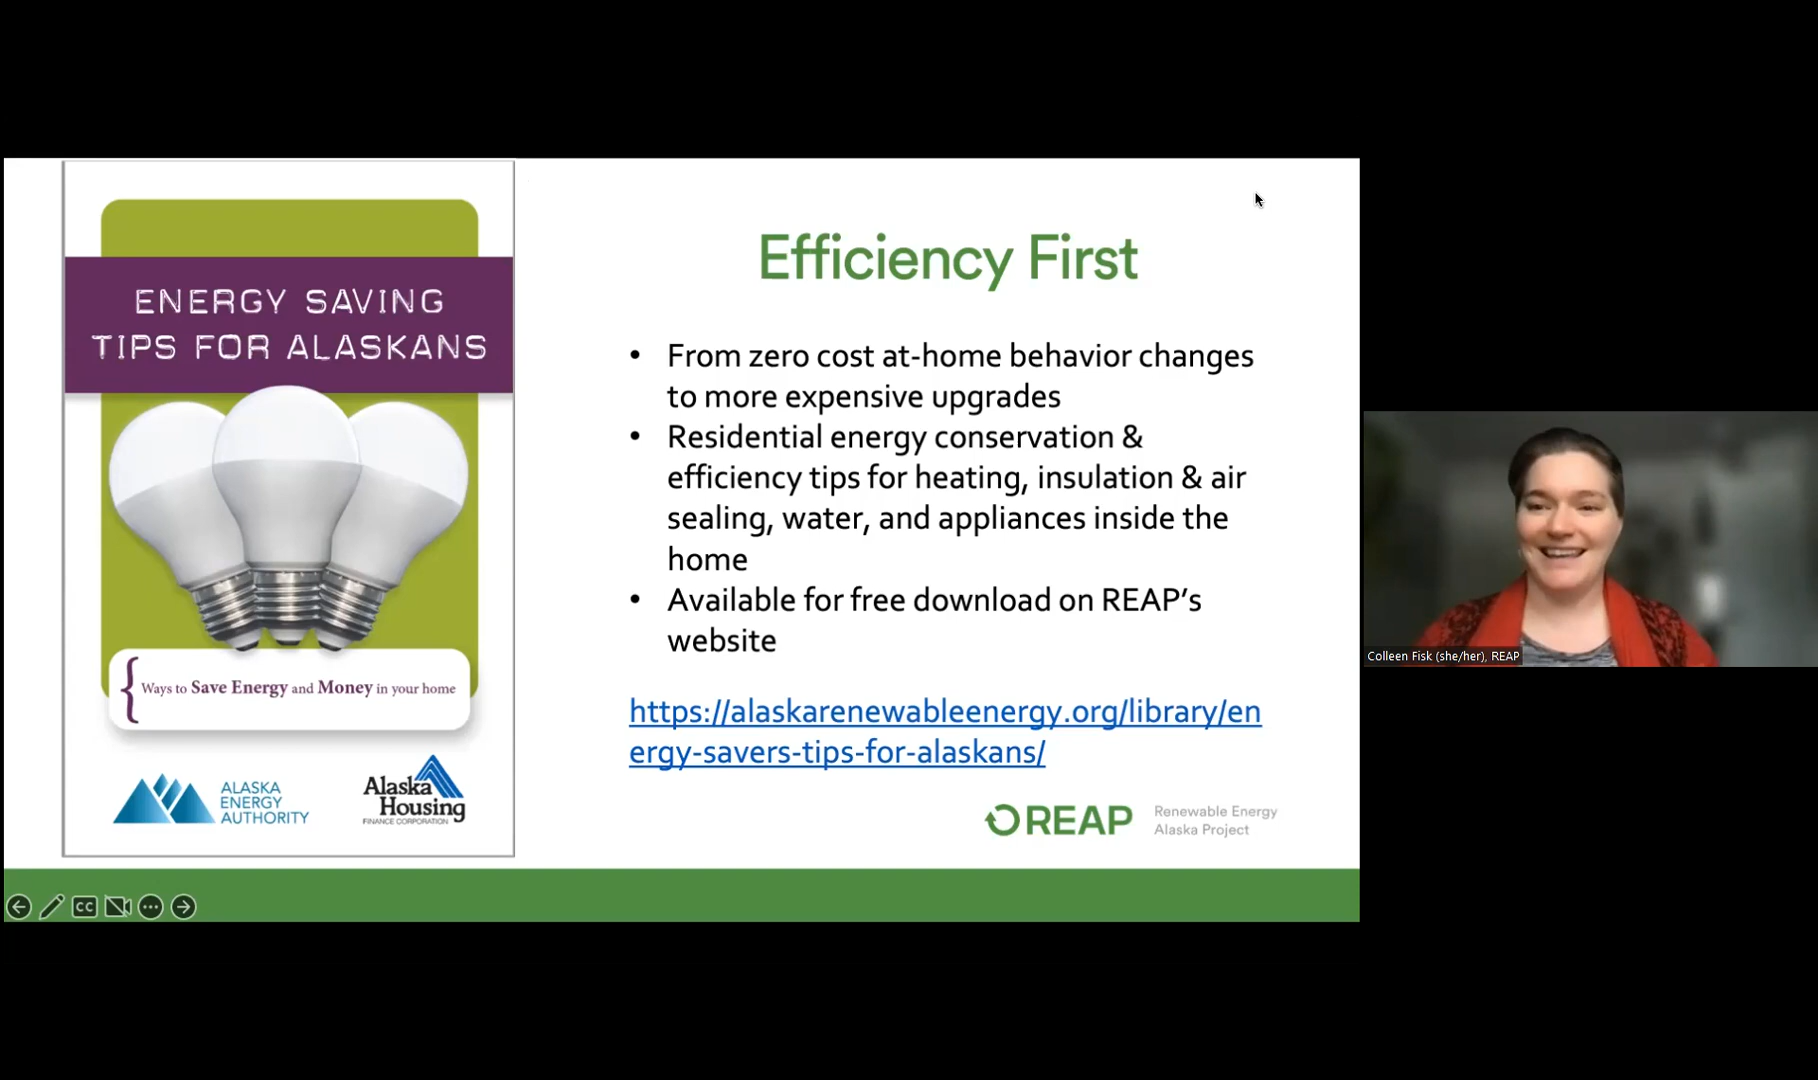 ENERGY SAVING
TIPS FOR ALASKANS
Ways to Save Energy and Money in your home
ALASKA
ENERGY
AUTHORITY
Alaska
Housing
FINANCE CORPORATION
Efficiency First
• From zero cost at-home behavior changes
to more expensive upgrades
• Residential energy conservation &
efficiency tips for heating, insulation & air
sealing, water, and appliances inside the
home
• Available for free download on REAP’s
website
https://alaskarenewableenergy.org/library/en
ergy-savers-tips-for-alaskans/
REAP
Renewable Energy
Alaska Project
CC
Colleen Fisk (she/her), REAP